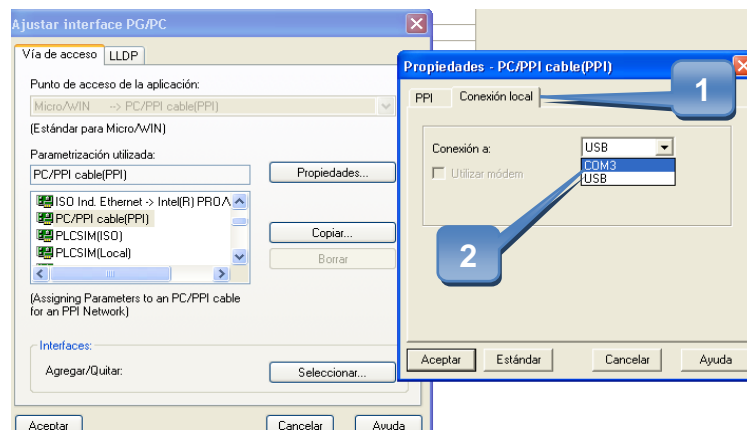 Ajustar interface PG/PC
Vía de acceso
LLDP
Punto de acceso de la aplicación:
Micro/WIN --> PC/PPI cable(PPI)
(Estándar para Micro/WIN)
Parametrización utilizada:
PC/PPI cable(PPI)
Propiedades...
ISO Ind. Ethernet -> Intel(R) PRO/
PC/PPI cable(PPI)
PLCSIM(ISO)
PLCSIM(Local)
Copiar...
Borrar
(Assigning Parameters to an PC/PPI cable
for an PPI Network)
Interfaces:
Agregar/Quitar:
Seleccionar...
Aceptar
Cancelar
Ayuda
Propiedades - PC/PPI cable(PPI)
PPI
Conexión local
1
Conexión a:
USB
COM3
USB
Utilizar módem
2
Aceptar
Estándar
Cancelar
Ayuda